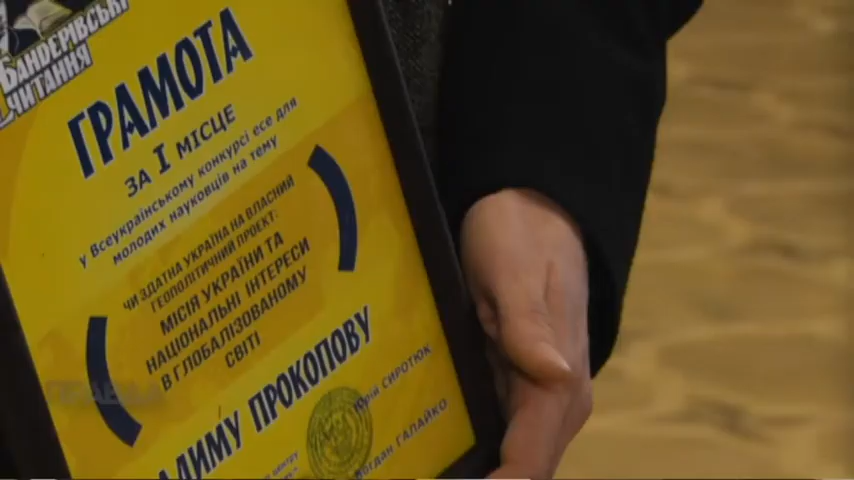 БАНДЕРІВСЬКІ
ЧИТАННЯ
ГРАМОТА
ЗА І МІСЦЕ
у Всеукраїнському конкурсі есе для
молодих науковців на тему
ЧИ ЗДАТНА УКРАЇНА НА ВЛАСНИЙ
ГЕОПОЛІТИЧНИЙ ПРОЕКТ:
МІСІЯ УКРАЇНИ ТА
НАЦІОНАЛЬНІ ІНТЕРЕСИ
В ГЛОБАЛІЗОВАНОМУ
СВІТІ
ПРОКОПОВУ
Юрій СИРОТЮК
Богдан ГАЛАЙКО